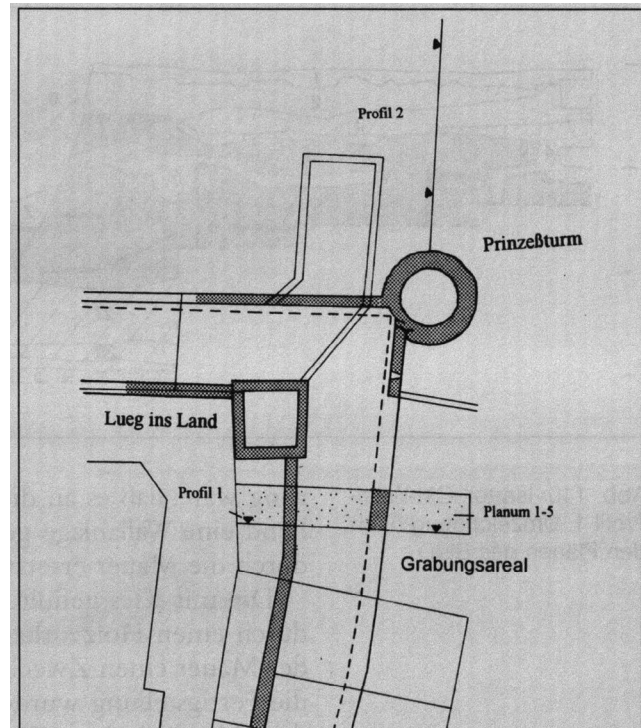 Profil 2
Prinzeßturm
Lueg ins Land
Profil 1
Planum 1-5
Grabungsareal